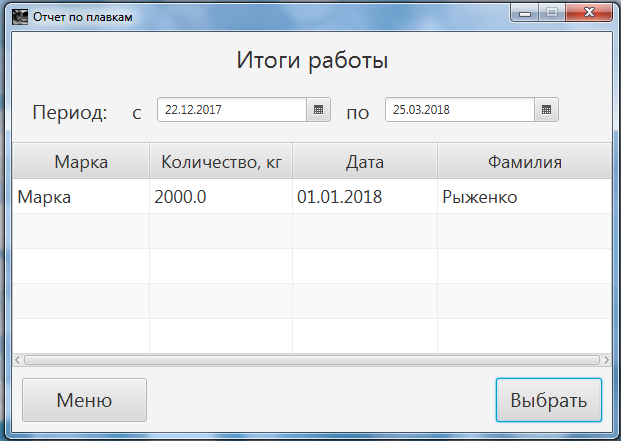 Отчет по плавкам
Итоги работы
Период: с 22.12.2017 по 25.03.2018
Марка Количество, кг Дата Фамилия
Марка 2000.0 01.01.2018 Рыженко
Меню Выбрать